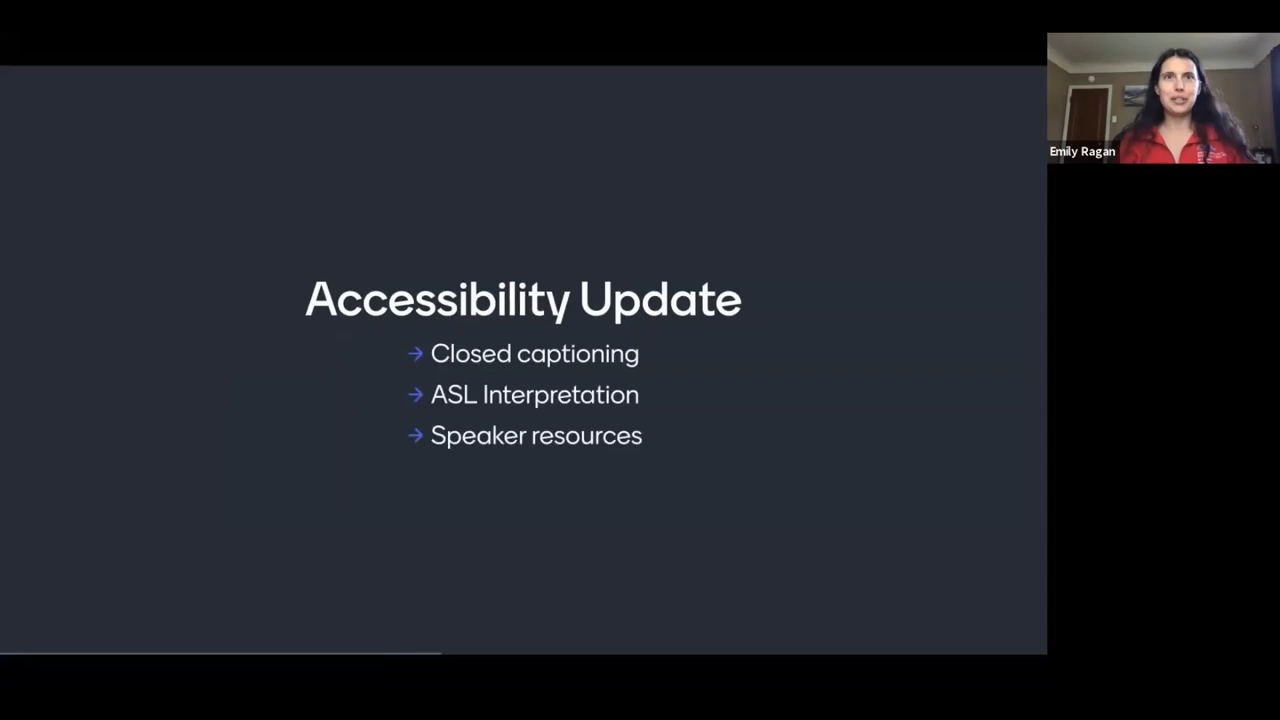 Accessibility Update
→ Closed captioning
→ ASL Interpretation
→ Speaker resources
Emily Ragan